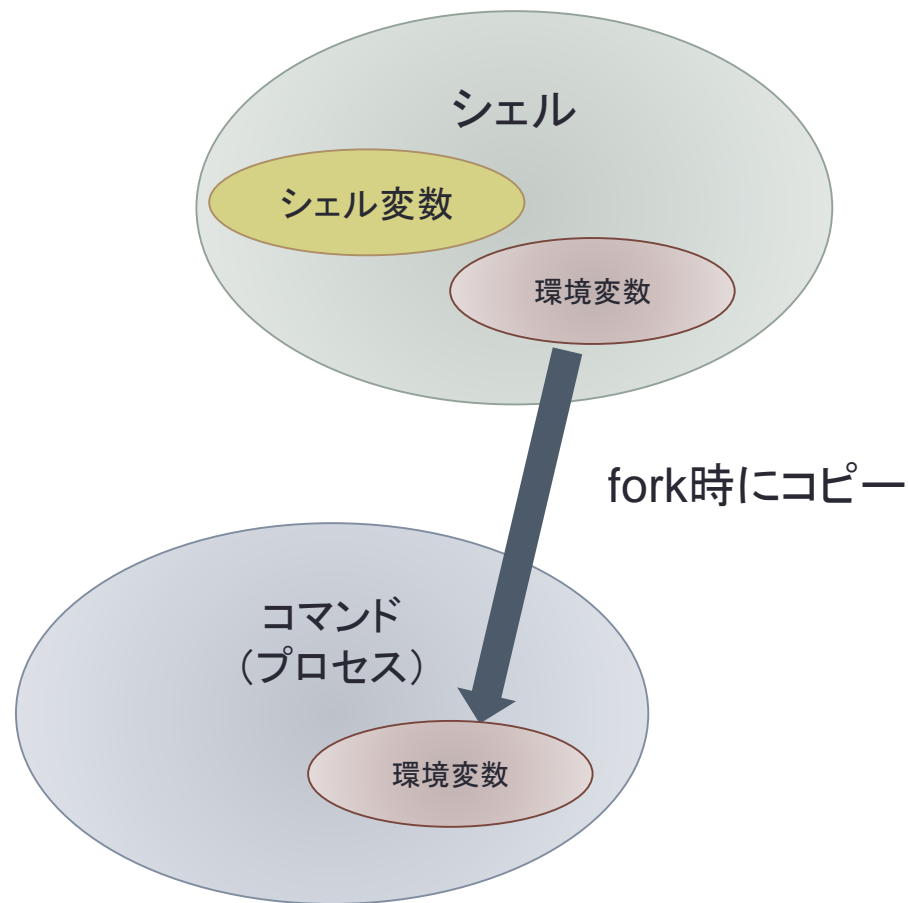 シェル
シェル変数
環境変数
fork時にコピー
コマンド
（プロセス）
環境変数